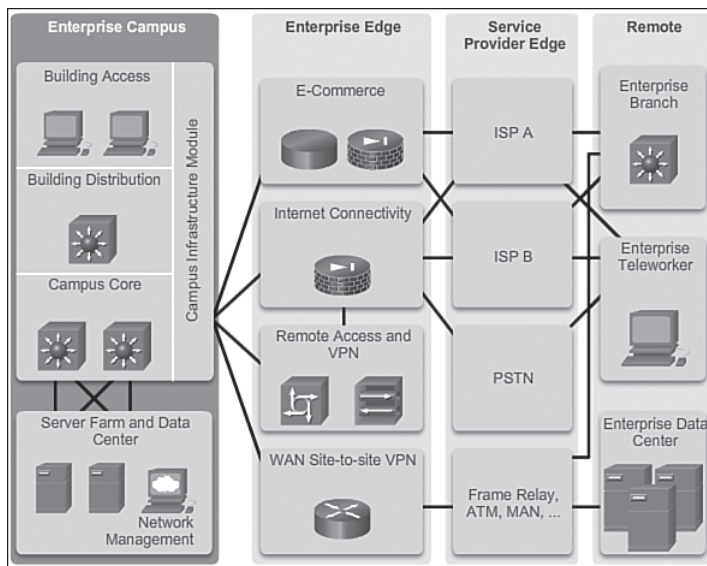 Enterprise Campus
Building Access
Building Distribution
Campus Core
Campus Infrastructure Module
Server Farm and Data
Center
Network
Management
Enterprise Edge
E-Commerce
Internet Connectivity
Remote Access and
VPN
WAN Site-to-site VPN
Service
Provider Edge
ISP A
ISP B
PSTN
Frame Relay,
ATM, MAN, ...
Remote
Enterprise
Branch
Enterprise
Teleworker
Enterprise Data
Center